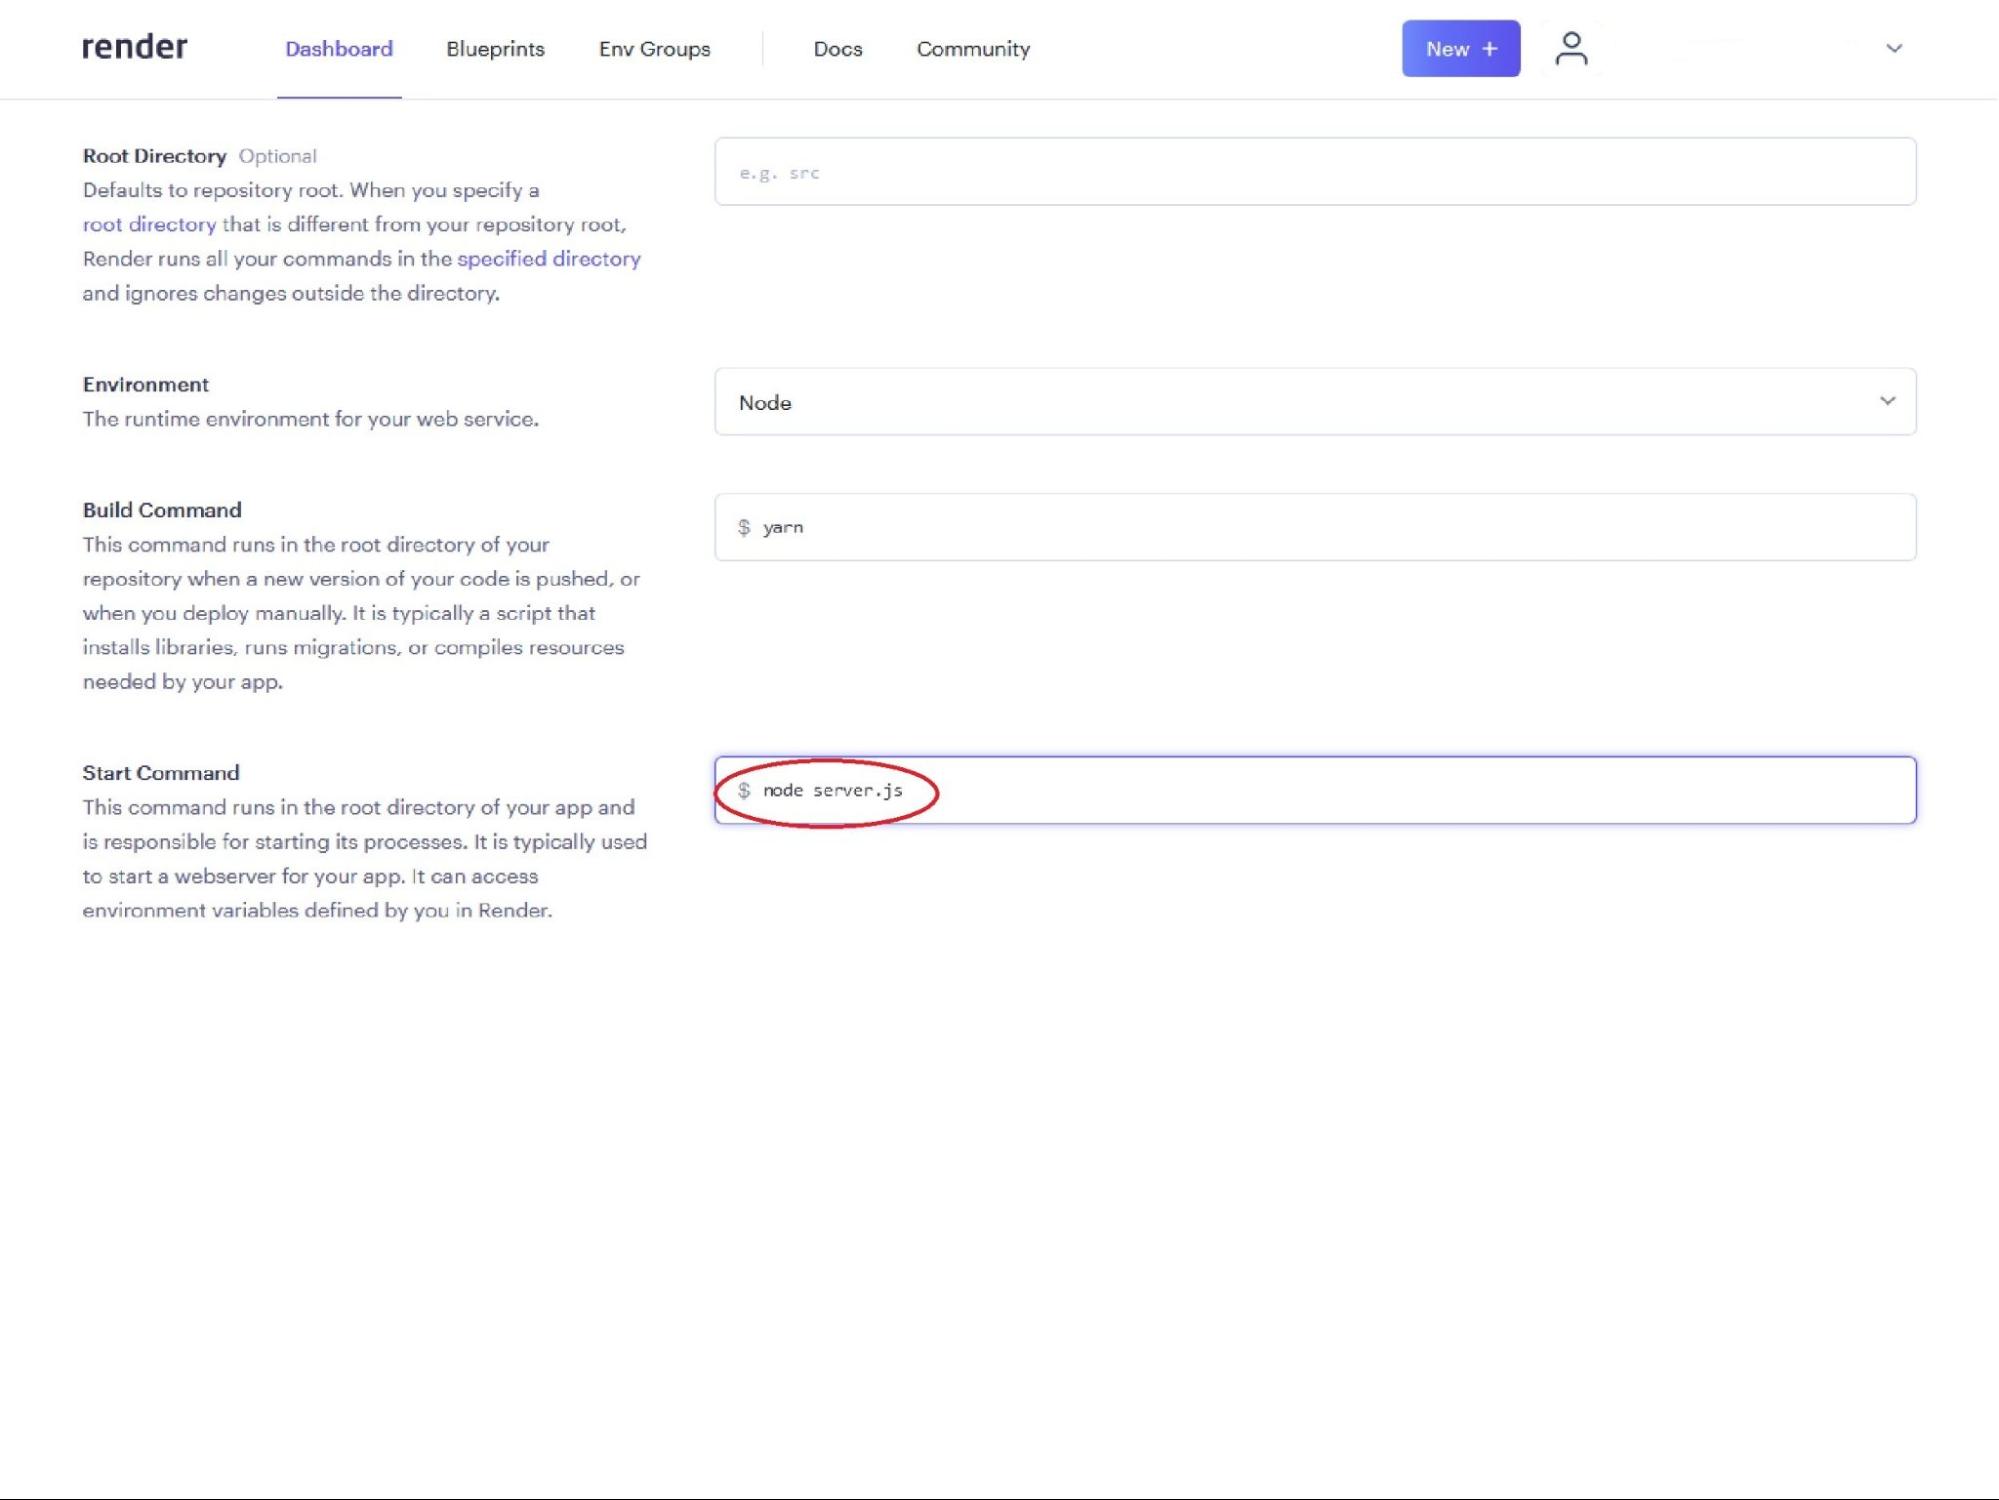 render Dashboard Blueprints Env Groups Docs Community New +
Root Directory Optional
Defaults to repository root. When you specify a
root directory that is different from your repository root,
Render runs all your commands in the specified directory
and ignores changes outside the directory.
e.g. src
Environment
The runtime environment for your web service.
Node
Build Command
This command runs in the root directory of your
repository when a new version of your code is pushed, or
when you deploy manually. It is typically a script that
installs libraries, runs migrations, or compiles resources
needed by your app.
$ yarn
Start Command
This command runs in the root directory of your app and
is responsible for starting its processes. It is typically used
to start a webserver for your app. It can access
environment variables defined by you in Render.
$ node server.js